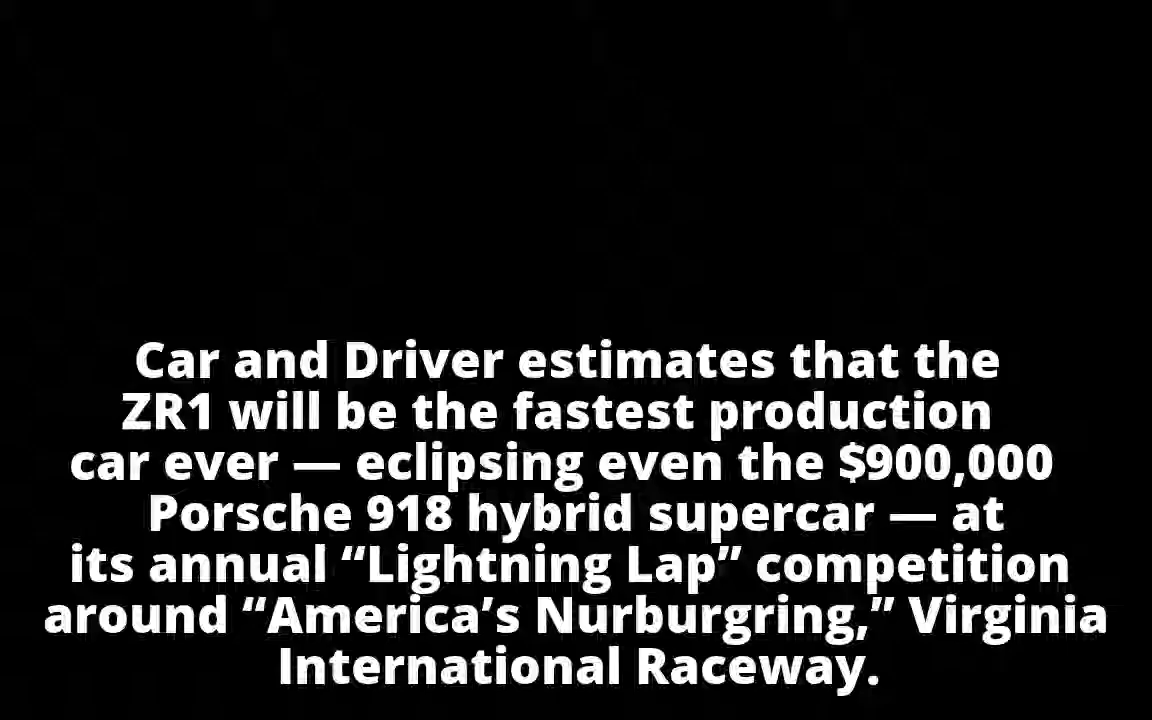 Car and Driver estimates that the
ZR1 will be the fastest production
car ever — eclipsing even the $900,000
Porsche 918 hybrid supercar — at
its annual “Lightning Lap” competition
around “America’s Nurburgring,” Virginia
International Raceway.